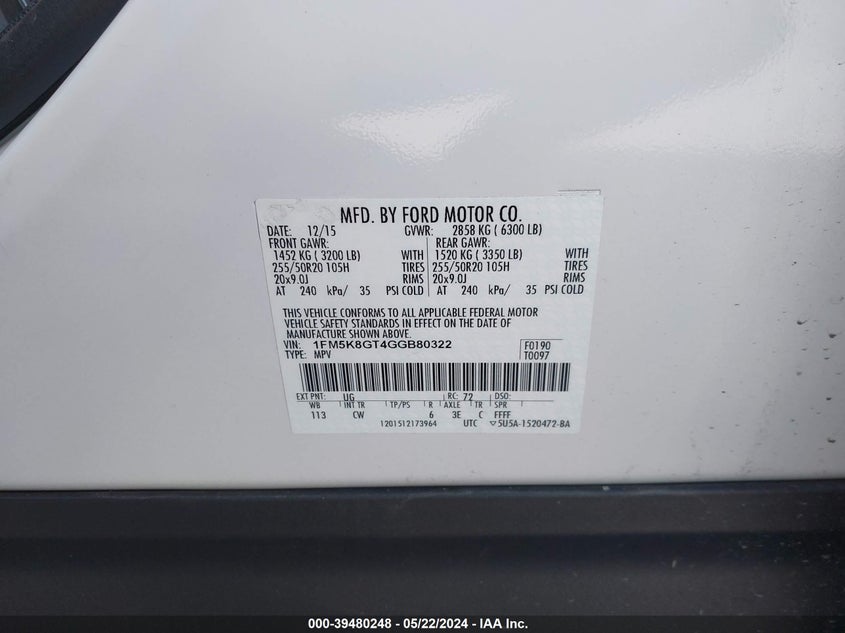 MFD. BY FORD MOTOR CO.
DATE: 12/15 GVWR: 2858 KG ( 6300 LB)
FRONT GAWR: REAR GAWR:
1452 KG ( 3200 LB) WITH 1520 KG ( 3350 LB) WITH
255/50R20 105H TIRES 255/50R20 105H TIRES
20x9.0J RIMS 20x9.0J RIMS
AT 240 kPa/ 35 PSI COLD AT 240 kPa/ 35 PSI COLD
THIS VEHICLE CONFORMS TO ALL APPLICABLE FEDERAL MOTOR
VEHICLE SAFETY STANDARDS IN EFFECT ON THE DATE OF
MANUFACTURE SHOWN ABOVE.
VIN: 1FM5K8GT4GGB80322 F0190
TYPE: MPV T0097
EXT PNT: UG RC: 72 DSO:
WB INT TR TP/PS R AXLE TR SPR
113 CW 6 3E C FFFF
1201512173964 UTC ▽5U5A-1520472-BA
000-39480248 - 05/22/2024 - IAAI Inc.